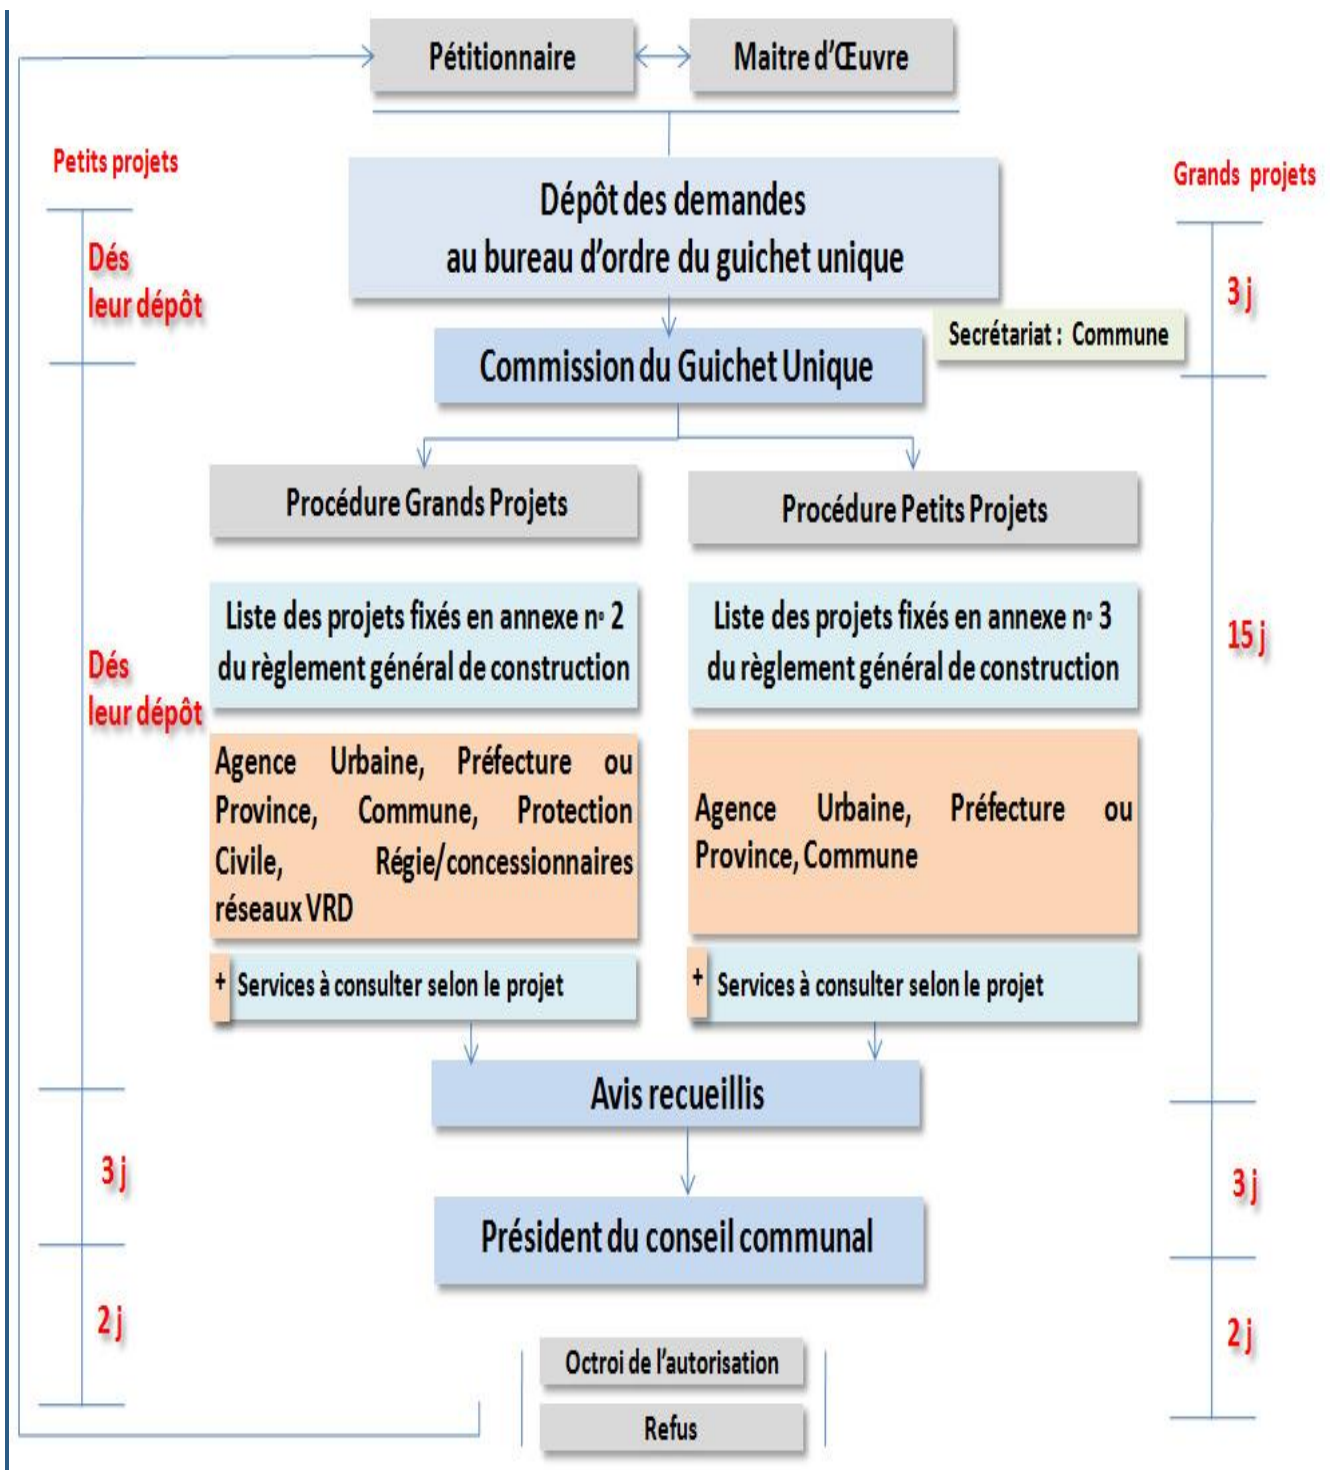 Pétitionnaire
Maitre d'Œuvre
Petits projets
Grands projets
Dépôt des demandes
au bureau d'ordre du guichet unique
Dés
leur dépôt
3 j
Secrétariat : Commune
Commission du Guichet Unique
Procédure Grands Projets
Procédure Petits Projets
Liste des projets fixés en annexe n° 2
du règlement général de construction
Liste des projets fixés en annexe n° 3
du règlement général de construction
15 j
Dés
leur dépôt
Agence Urbaine, Préfecture ou
Province, Commune, Protection
Civile, Régie/concessionnaires
réseaux VRD
Agence Urbaine, Préfecture ou
Province, Commune
+ Services à consulter selon le projet
+ Services à consulter selon le projet
Avis recueillis
3 j
3 j
Président du conseil communal
2 j
2 j
Octroi de l'autorisation
Refus